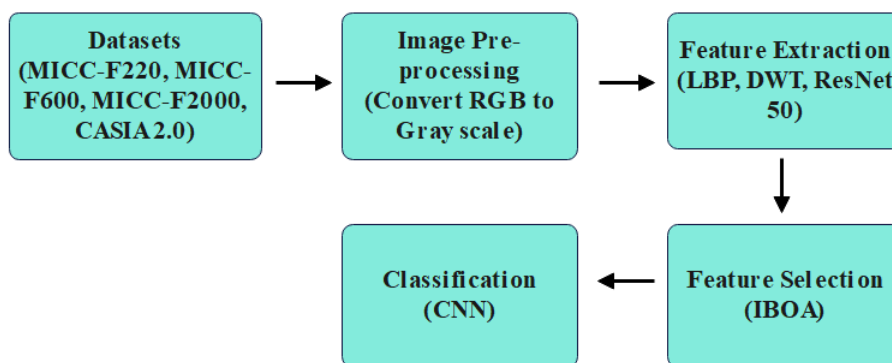 Datasets
(MICC-F220, MICC-
F600, MICC-F2000,
CASIA 2.0)
Image Pre-
processing
(Convert RGB to
Gray scale)
Feature Extraction
(LBP, DWT, ResNet
50)
Feature Selection
(IBOA)
Classification
(CNN)